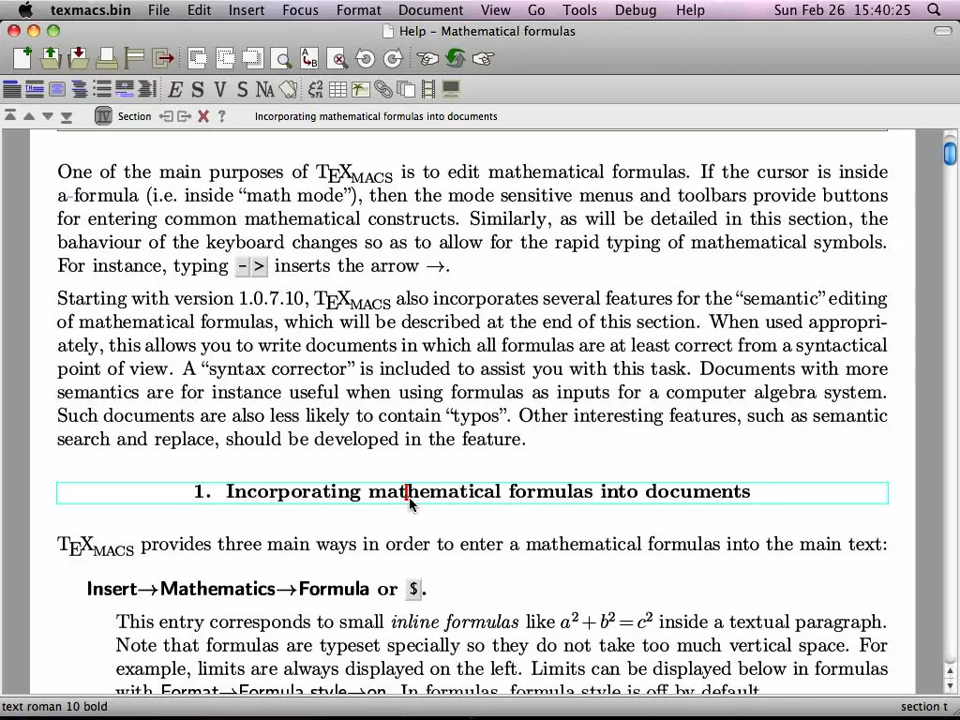 texmacs.bin File Edit Insert Focus Format Document View Go Tools Debug Help Sun Feb 26 15:40:25
Help - Mathematical formulas
E S V S NA
Section ? Incorporating mathematical formulas into documents
One of the main purposes of TEXMACS is to edit mathematical formulas. If the cursor is inside
a-formula (i.e. inside “math mode”), then the mode sensitive menus and toolbars provide buttons
for entering common mathematical constructs. Similarly, as will be detailed in this section, the
bahaviour of the keyboard changes so as to allow for the rapid typing of mathematical symbols.
For instance, typing - > inserts the arrow →.
Starting with version 1.0.7.10, TEXMACS also incorporates several features for the “semantic” editing
of mathematical formulas, which will be described at the end of this section. When used appropri-
ately, this allows you to write documents in which all formulas are at least correct from a syntactical
point of view. A “syntax corrector” is included to assist you with this task. Documents with more
semantics are for instance useful when using formulas as inputs for a computer algebra system.
Such documents are also less likely to contain “typos”. Other interesting features, such as semantic
search and replace, should be developed in the feature.
1. Incorporating mathematical formulas into documents
TEXMACS provides three main ways in order to enter a mathematical formulas into the main text:
Insert→Mathematics→Formula or $.
This entry corresponds to small inline formulas like a² + b² = c² inside a textual paragraph.
Note that formulas are typeset specially so they do not take too much vertical space. For
example, limits are always displayed on the left. Limits can be displayed below in formulas
with Format→Formula style→on. In formulas, formula style is off by default.
text roman 10 bold section t